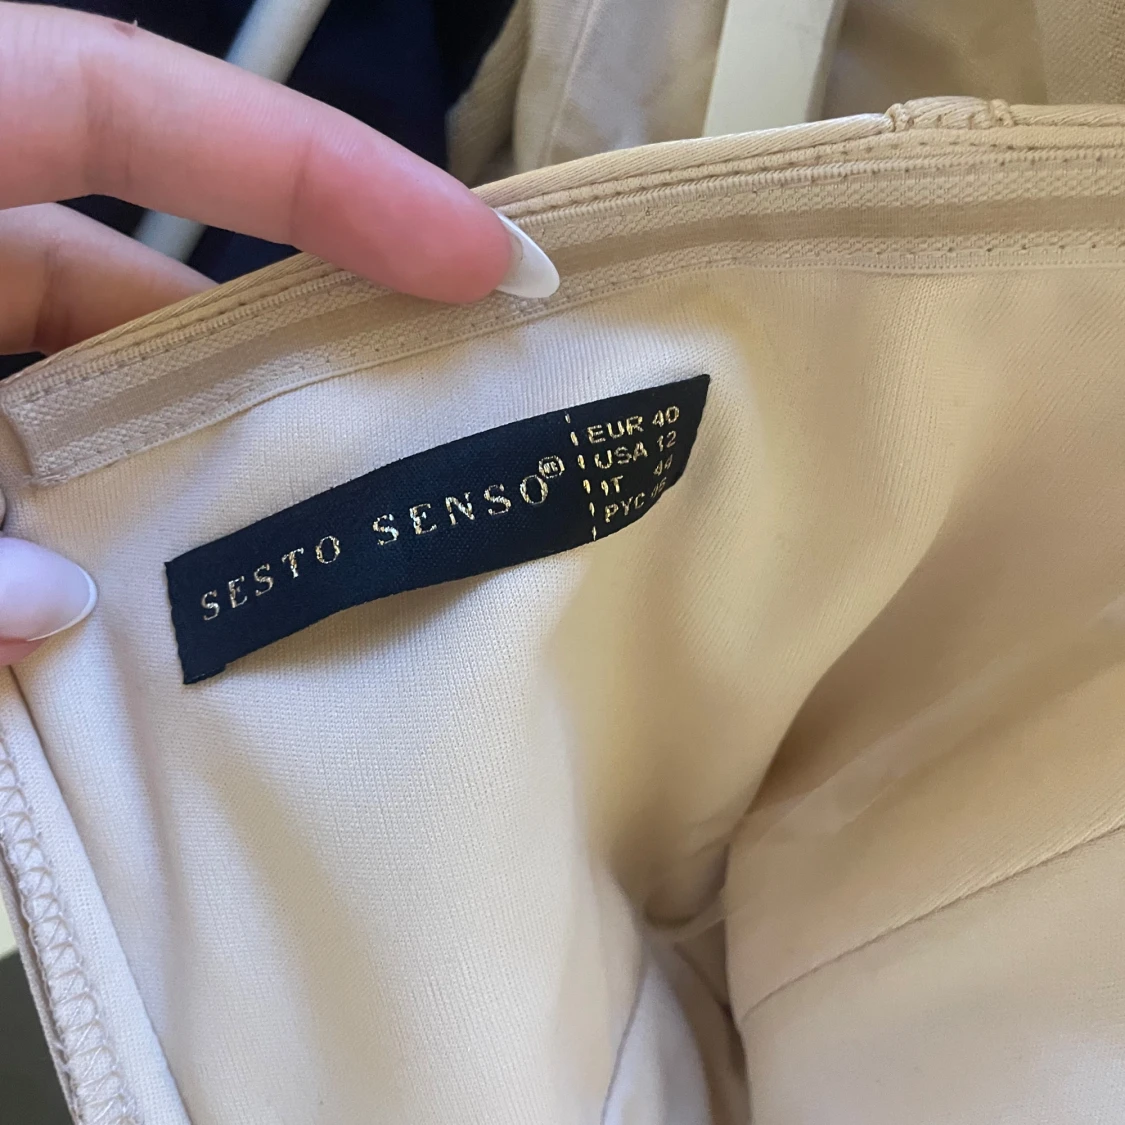 SESTO SENSO®
EUR 40
USA 12
IT 44
РУС